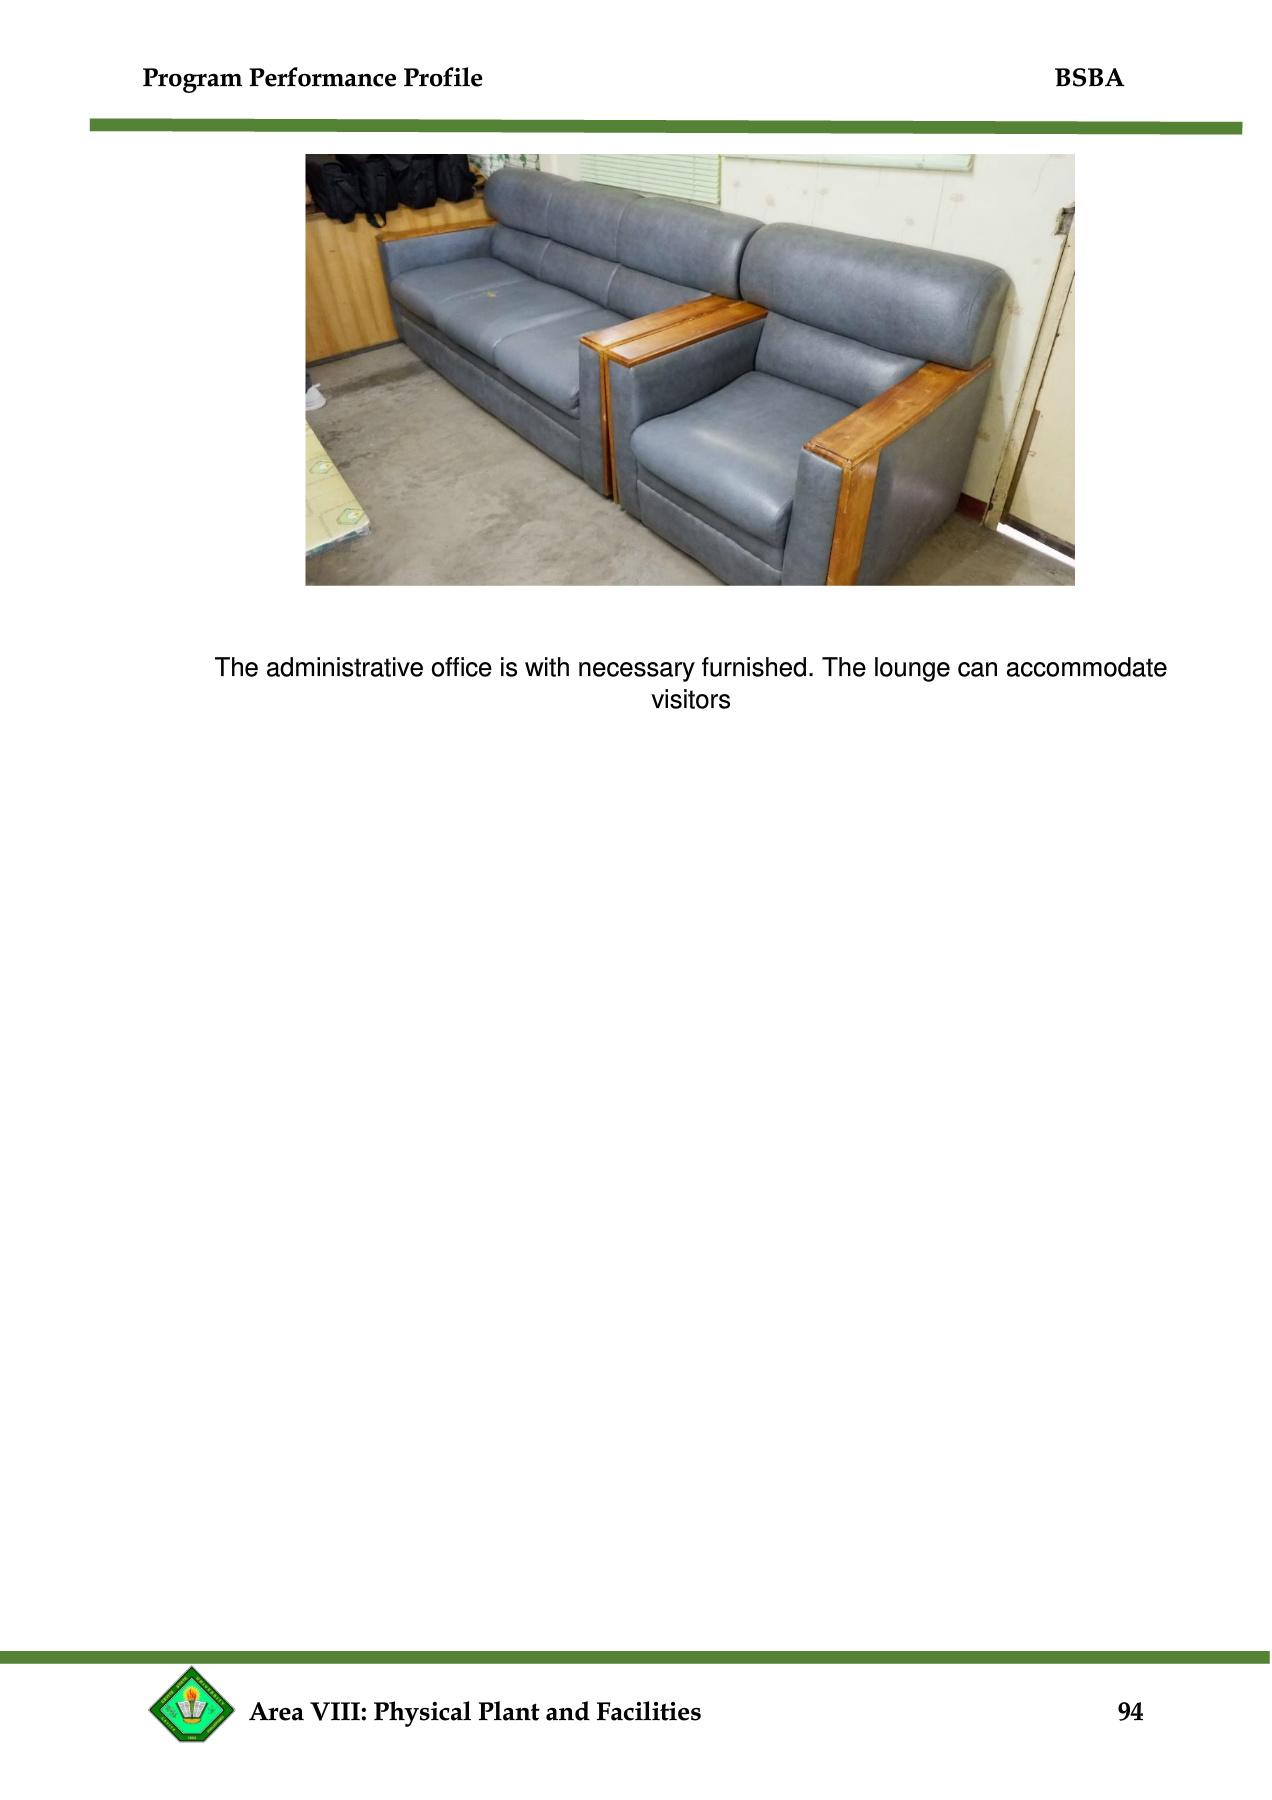 Program Performance Profile BSBA
The administrative office is with necessary furnished. The lounge can accommodate
visitors
Area VIII: Physical Plant and Facilities 94